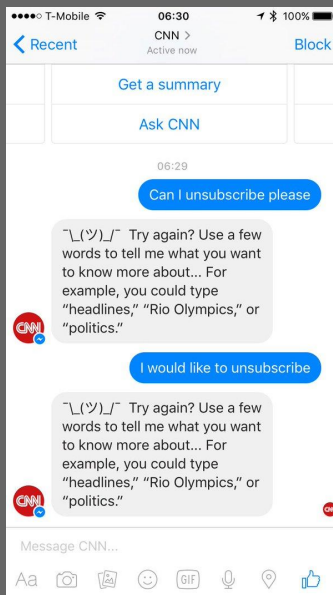 T-Mobile 06:30 100%
Recent CNN > Block
Active now
Get a summary
Ask CNN
06:29
Can I unsubscribe please
¯\_(ツ)_/¯ Try again? Use a few
words to tell me what you want
to know more about... For
example, you could type
“headlines,” “Rio Olympics,” or
“politics.”
CNN
I would like to unsubscribe
¯\_(ツ)_/¯ Try again? Use a few
words to tell me what you want
to know more about... For
example, you could type
“headlines,” “Rio Olympics,” or
“politics.”
CNN
Message CNN...
Aa GIF